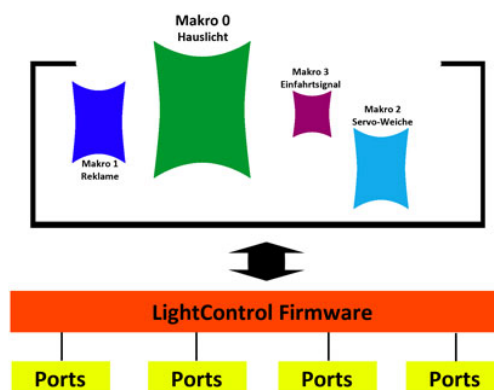 Makro 0
Hauslicht
Makro 3
Einfahrtsignal
Makro 2
Servo-Weiche
Makro 1
Reklame
LightControl Firmware
Ports
Ports
Ports
Ports